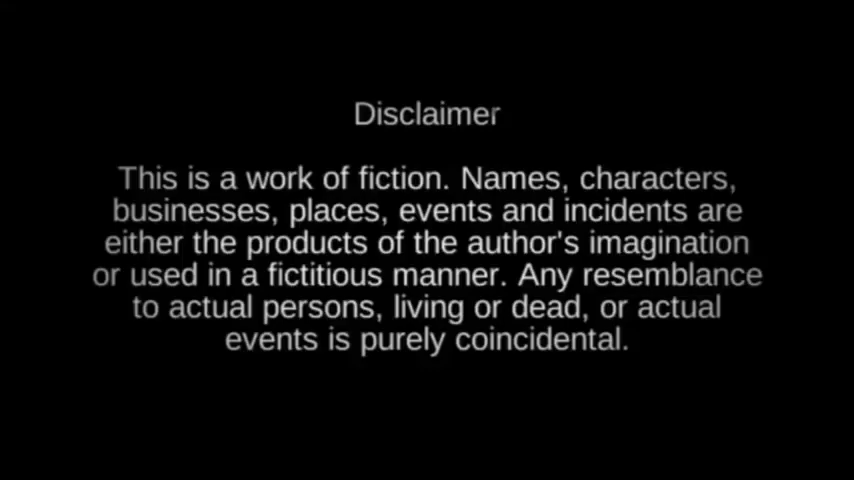 Disclaimer
This is a work of fiction. Names, characters,
businesses, places, events and incidents are
either the products of the author's imagination
or used in a fictitious manner. Any resemblance
to actual persons, living or dead, or actual
events is purely coincidental.